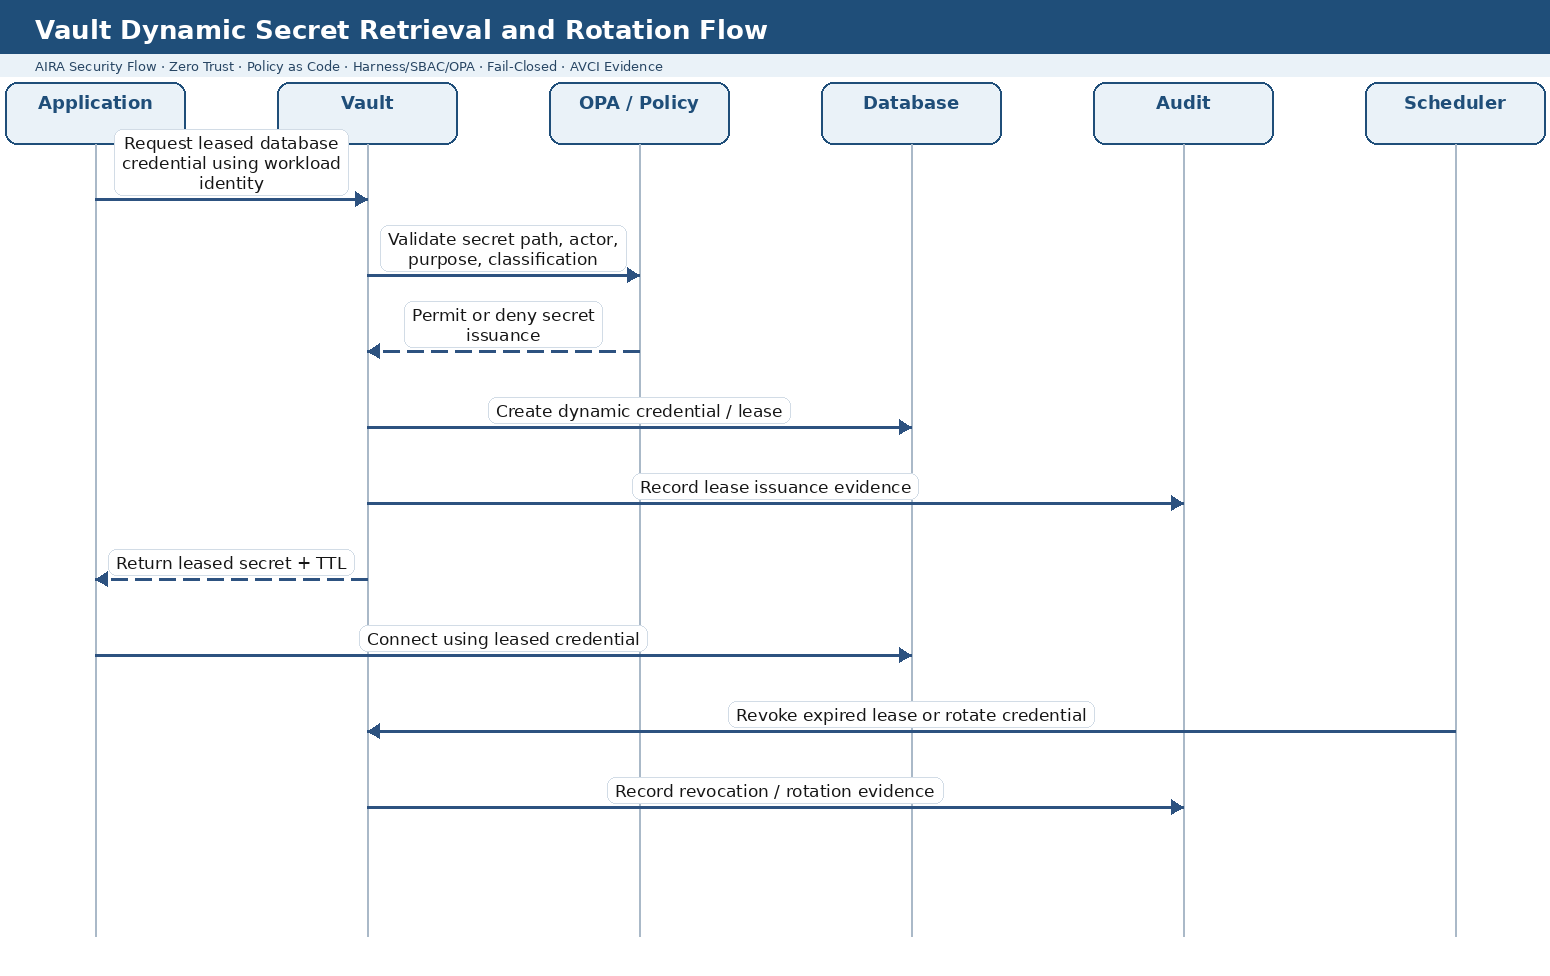 Vault Dynamic Secret Retrieval and Rotation Flow
AIRA Security Flow · Zero Trust · Policy as Code · Harness/SBAC/OPA · Fail-Closed · AVCI Evidence
Application
Vault
OPA / Policy
Database
Audit
Scheduler
Request leased database
credential using workload
identity
Validate secret path, actor,
purpose, classification
Permit or deny secret
issuance
Create dynamic credential / lease
Record lease issuance evidence
Return leased secret + TTL
Connect using leased credential
Revoke expired lease or rotate credential
Record revocation / rotation evidence